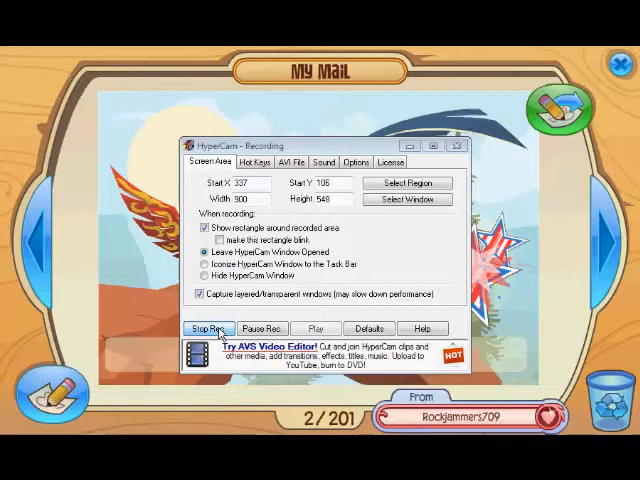 My Mail
HyperCam - Recording
Screen Area Hot Keys AVI File Sound Options License
Start X 337 Start Y 106 Select Region
Width 900 Height 548 Select Window
When recording:
Show rectangle around recorded area
make this rectangle blink
Leave HyperCam Window Opened
Iconize HyperCam Window to the Task Bar
Hide HyperCam Window
Capture layered/transparent windows (may slow down performance)
Stop Rec. Pause Rec. Play Defaults Help
Try AVS Video Editor! Cut and join HyperCam clips and
other media, add transitions, effects, titles, music. Upload to
YouTube, burn to DVD!
HOT
From
2/201 Rockjammers709